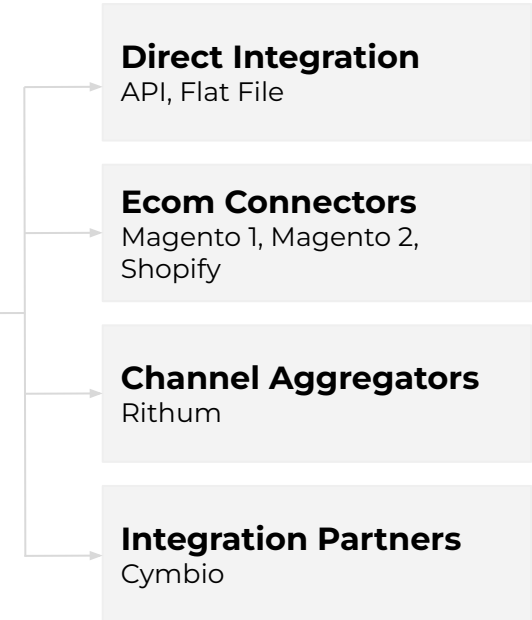 Direct Integration
API, Flat File
Ecom Connectors
Magento 1, Magento 2,
Shopify
Channel Aggregators
Rithum
Integration Partners
Cymbio